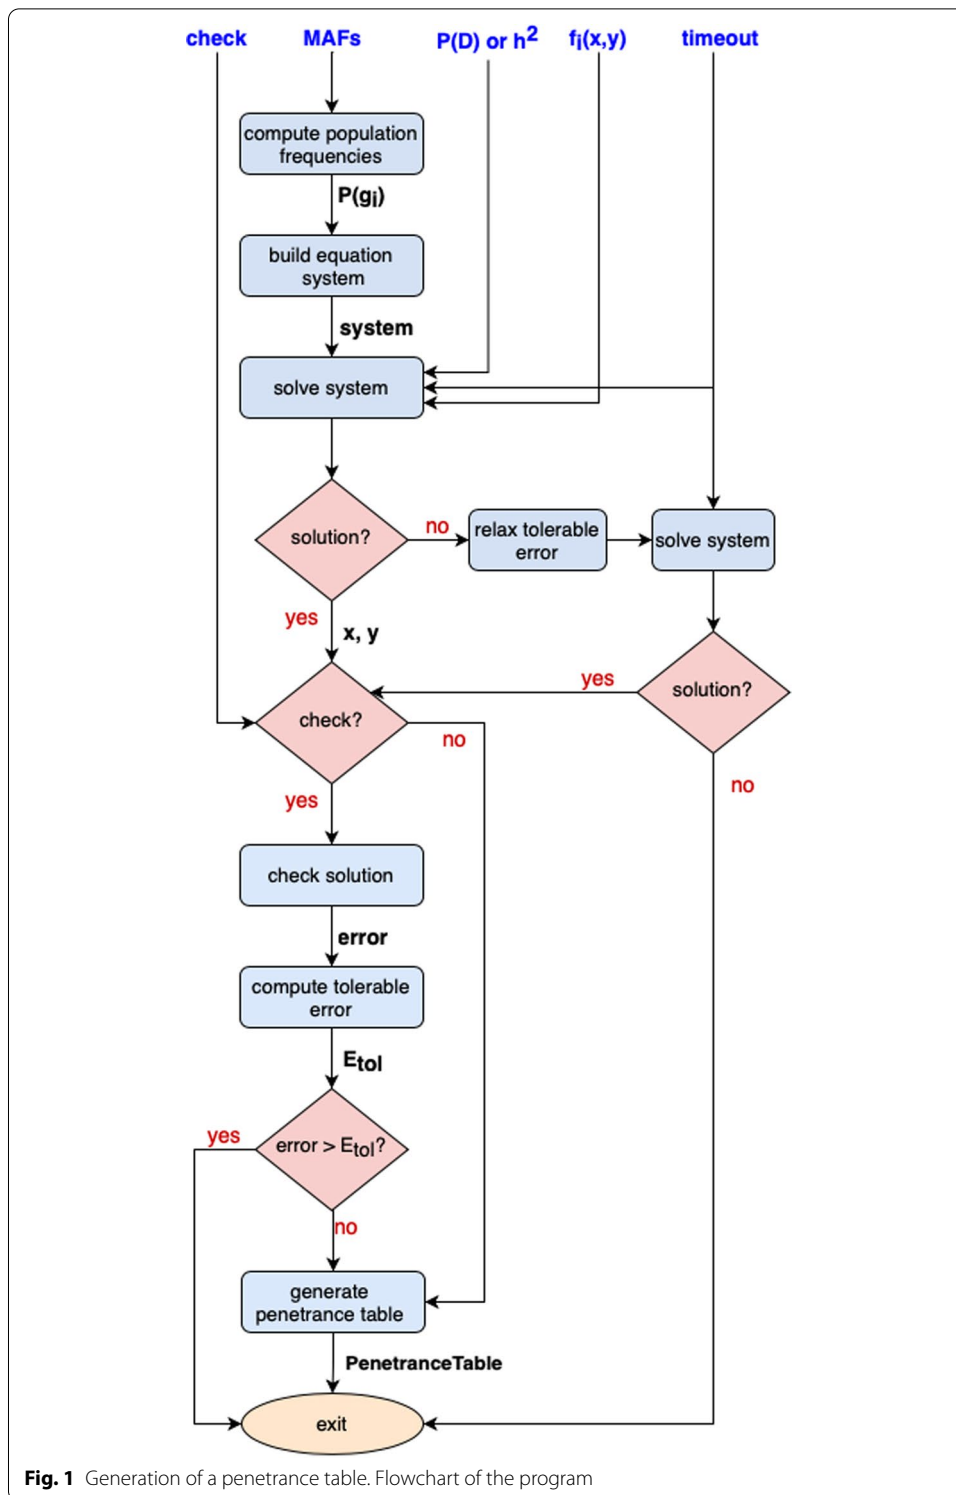 check
MAFs
P(D) or h²
fᵢ(x,y)
timeout
compute population
frequencies
P(gᵢ)
build equation
system
system
solve system
solution?
no
relax tolerable
error
solve system
yes
x, y
check?
yes
solution?
no
no
yes
check solution
error
compute tolerable
error
Etol
yes
error > Etol?
no
generate
penetrance table
PenetranceTable
exit
Fig. 1 Generation of a penetrance table. Flowchart of the program